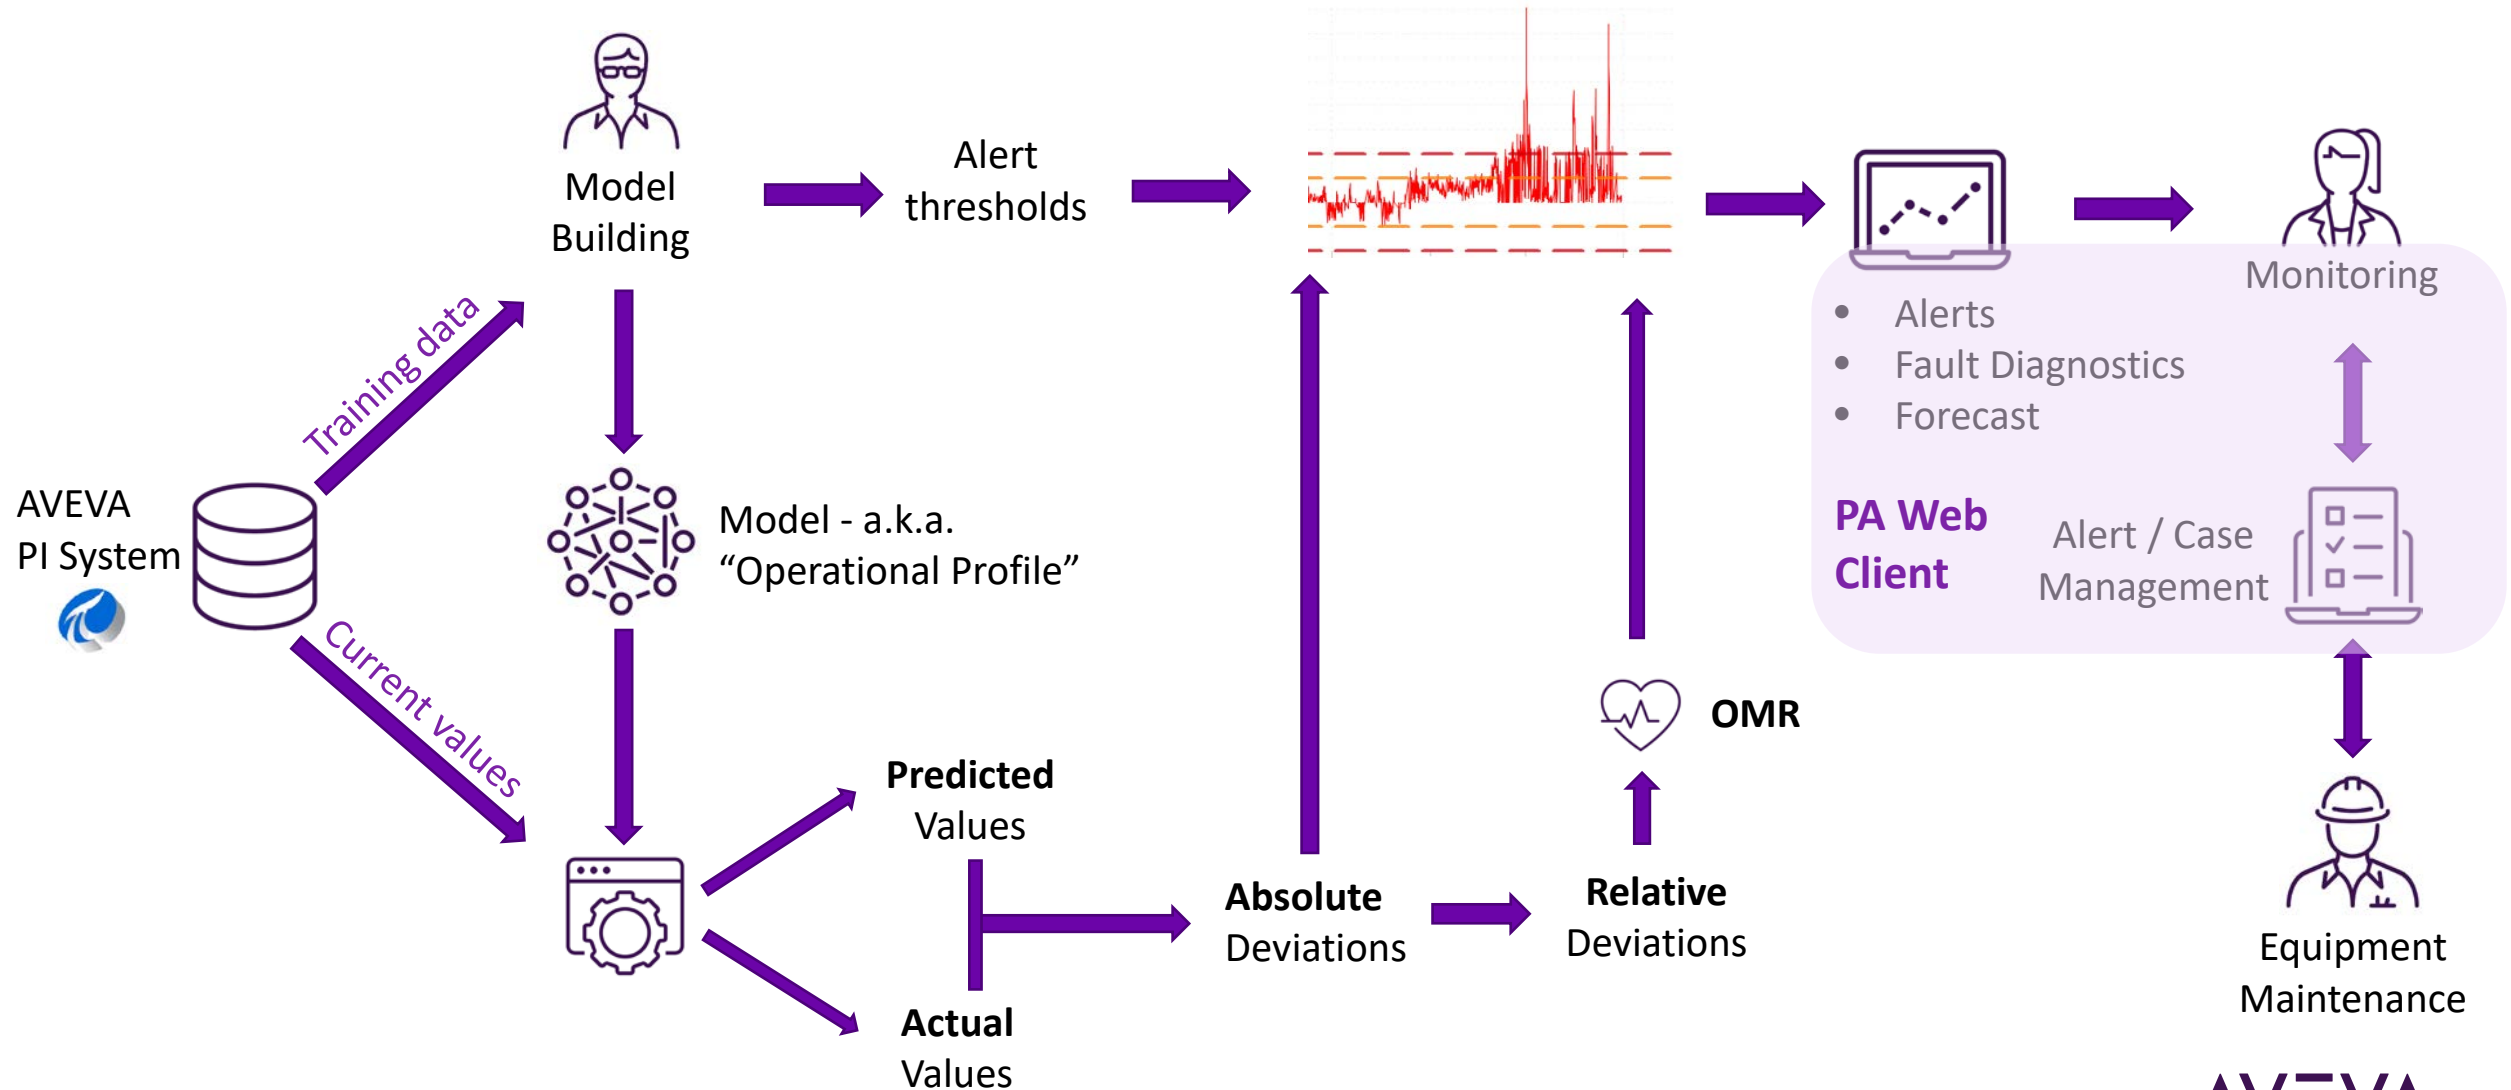 Model
Building
Alert
thresholds
Training data
AVEVA
PI System
Model - a.k.a.
“Operational Profile”
Current values
Predicted
Values
Actual
Values
Absolute
Deviations
Relative
Deviations
OMR
Monitoring
• Alerts
• Fault Diagnostics
• Forecast
PA Web
Client
Alert / Case
Management
Equipment
Maintenance
AVEVA